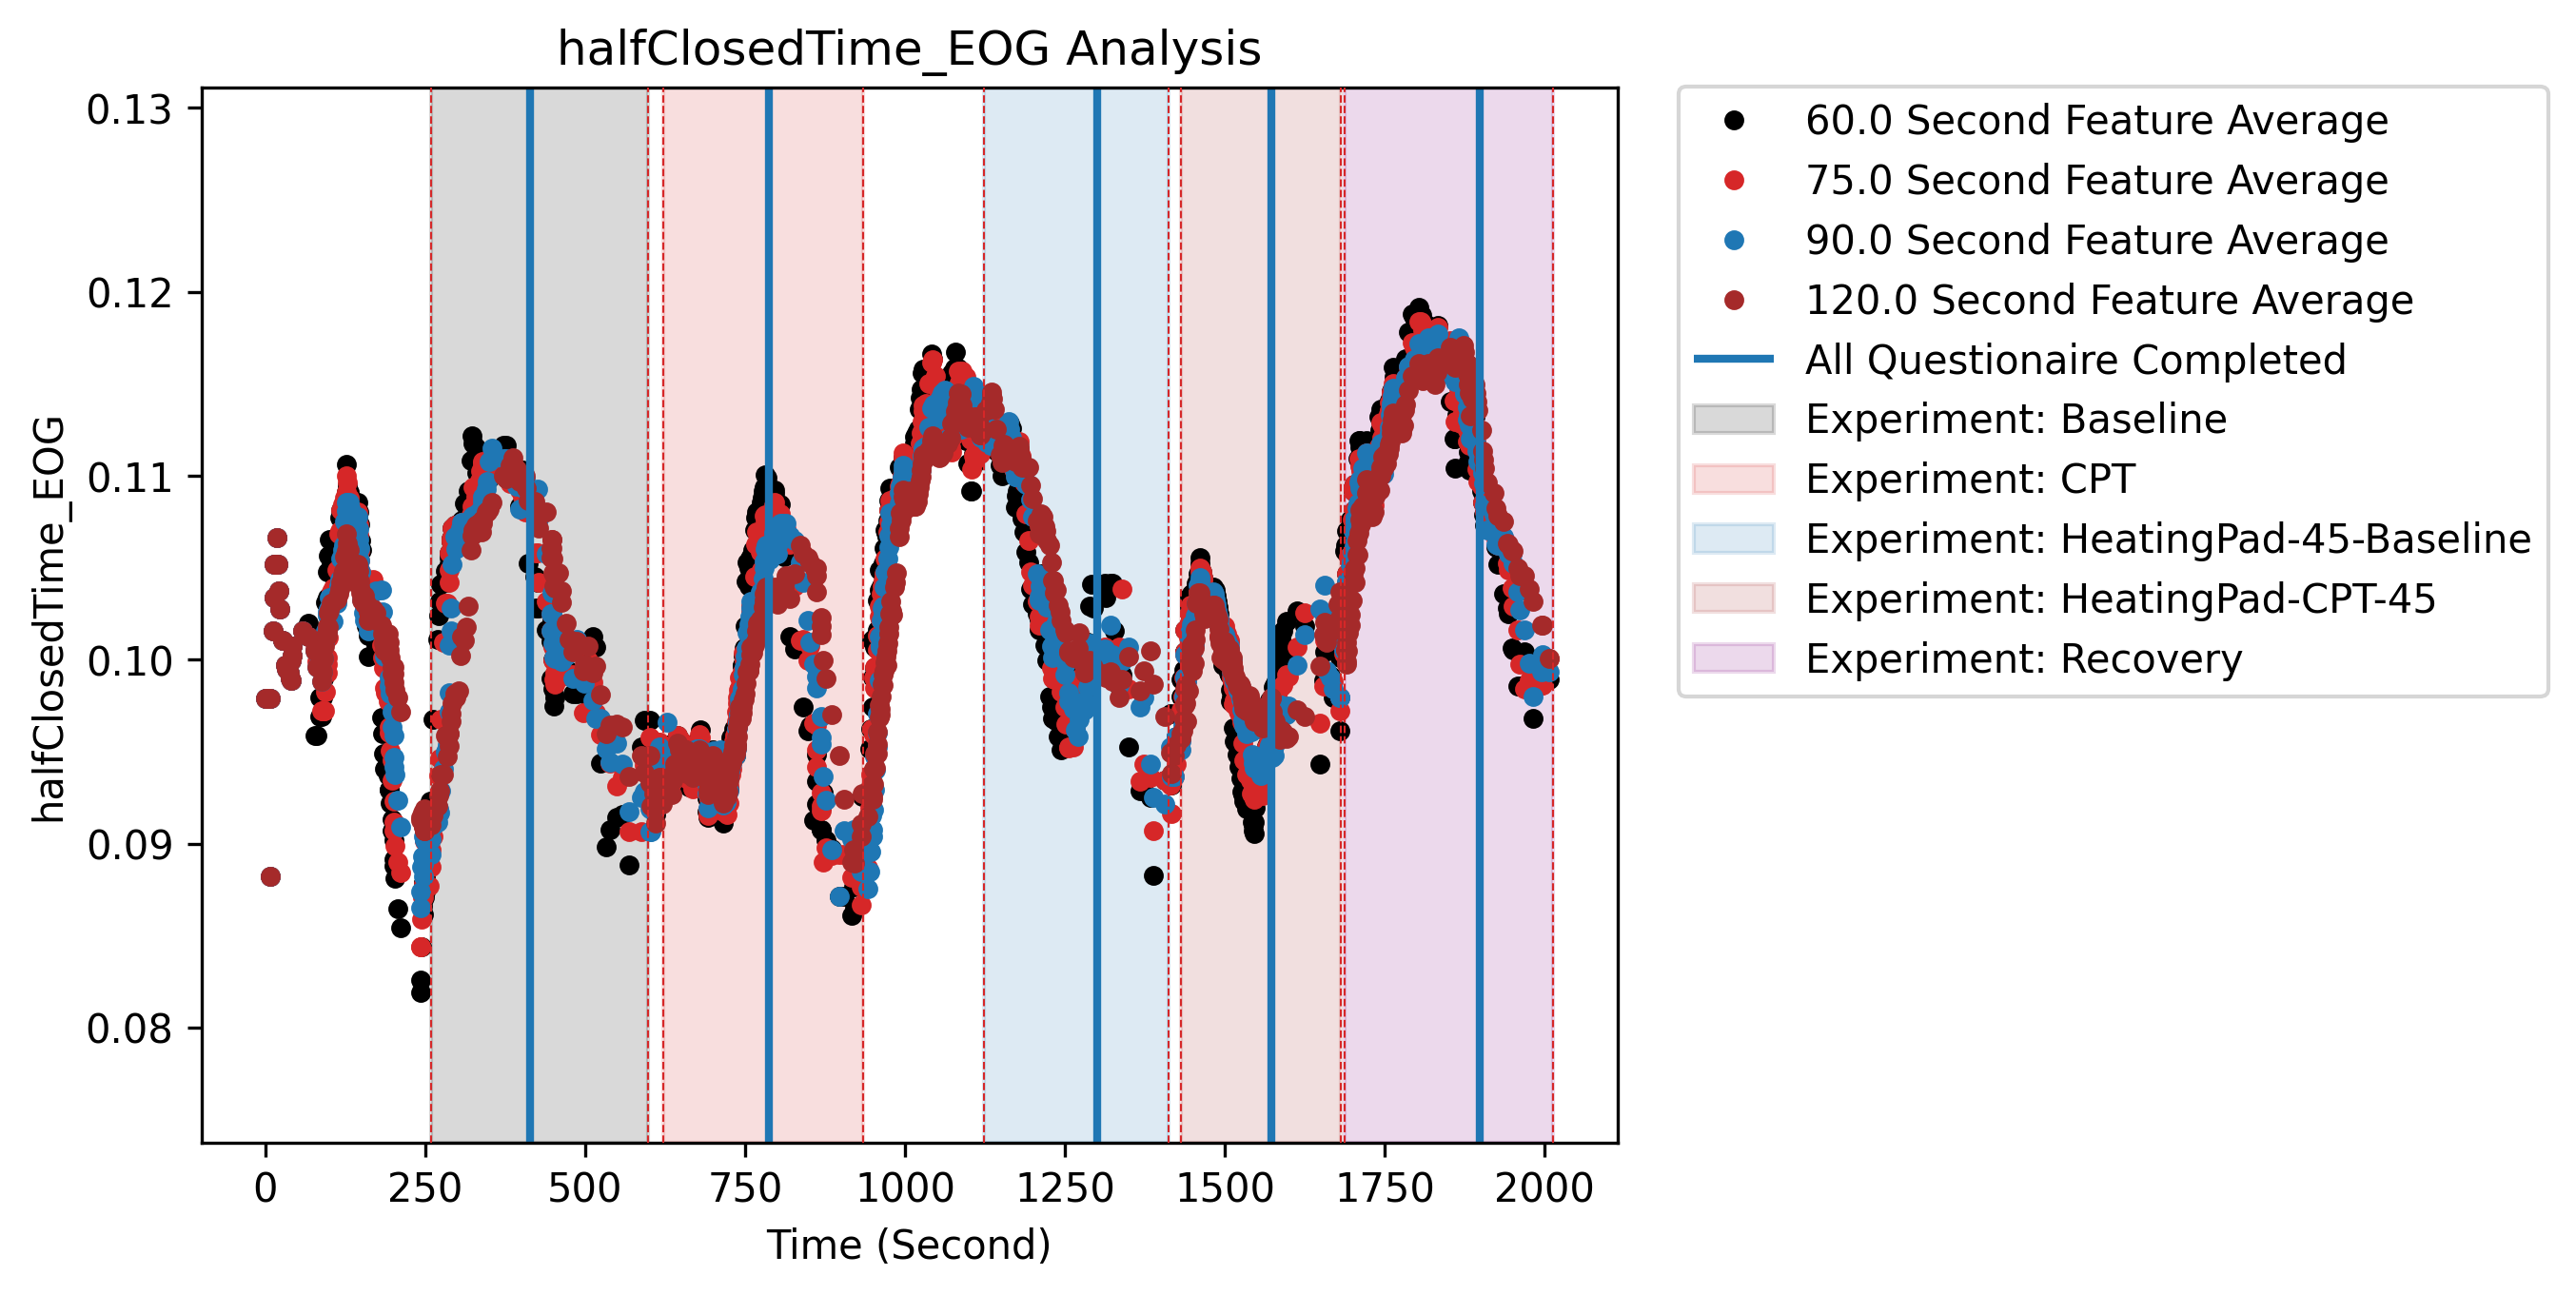 halfClosedTime_EOG Analysis
halfClosedTime_EOG
0.13
0.12
0.11
0.10
0.09
0.08
0 250 500 750 1000 1250 1500 1750 2000
Time (Second)
60.0 Second Feature Average
75.0 Second Feature Average
90.0 Second Feature Average
120.0 Second Feature Average
All Questionaire Completed
Experiment: Baseline
Experiment: CPT
Experiment: HeatingPad-45-Baseline
Experiment: HeatingPad-CPT-45
Experiment: Recovery